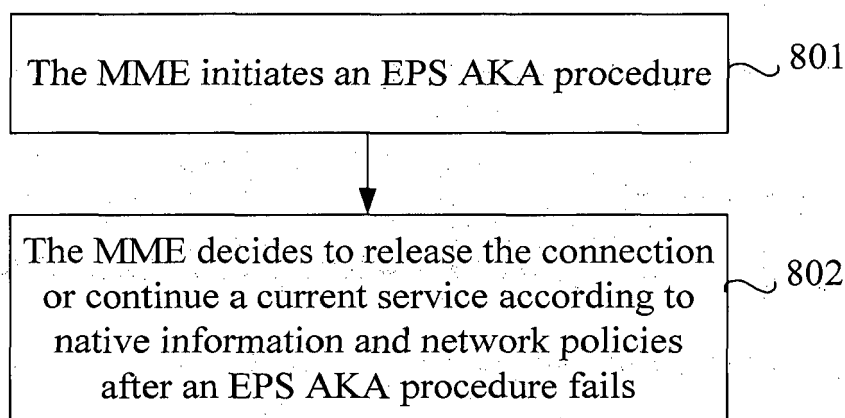 The MME initiates an EPS AKA procedure
801
The MME decides to release the connection
or continue a current service according to
native information and network policies
after an EPS AKA procedure fails
802